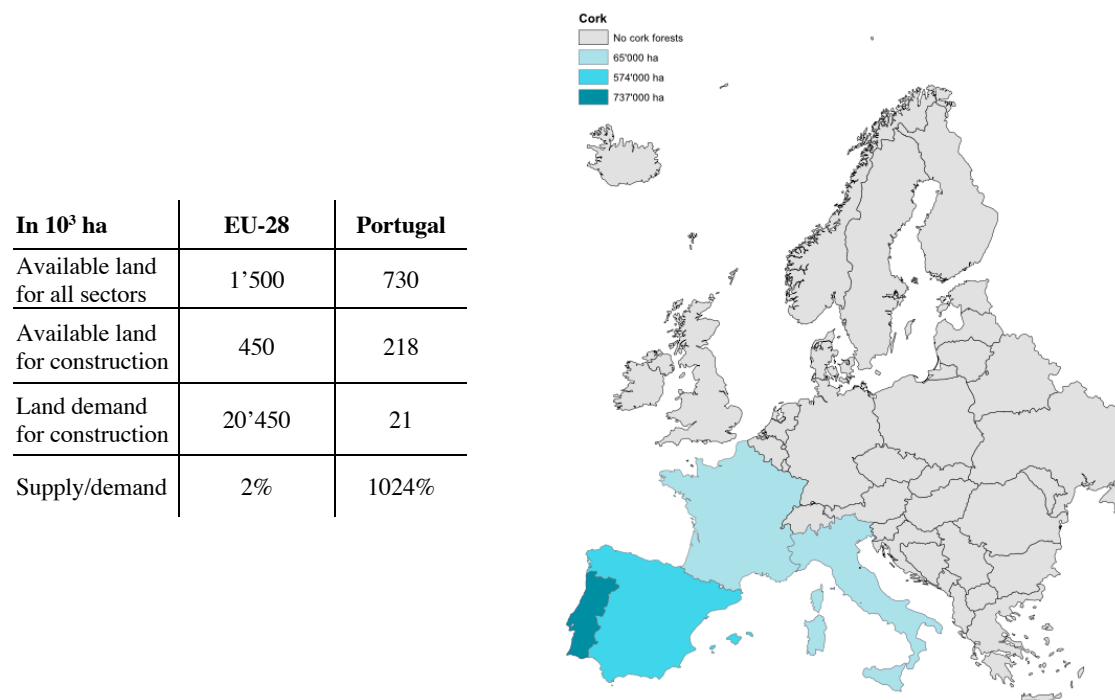 Cork
No cork forests
65'000 ha
574'000 ha
737'000 ha
In 10³ ha EU-28 Portugal
Available land
for all sectors 1’500 730
Available land
for construction 450 218
Land demand
for construction 20’450 21
Supply/demand 2% 1024%